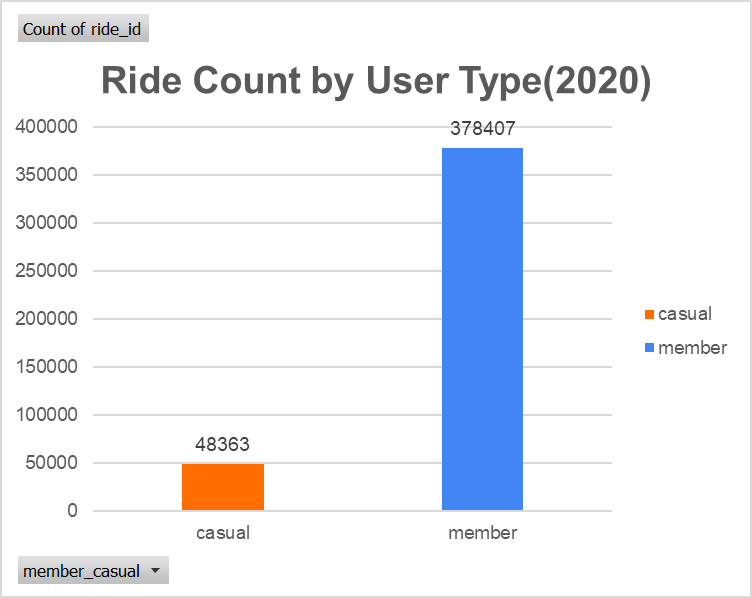 Count of ride_id
Ride Count by User Type(2020)
400000
350000
300000
250000
200000
150000
100000
50000
0
378407
48363
casual
member
casual
member
member_casual